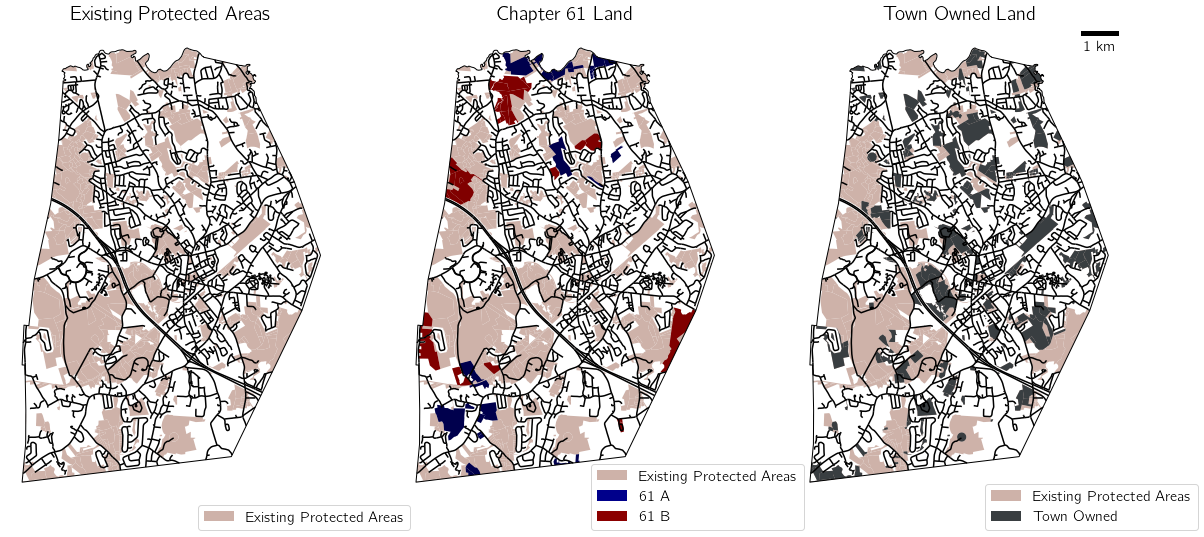 Existing Protected Areas
Chapter 61 Land
Town Owned Land
1 km
Existing Protected Areas
Existing Protected Areas
61 A
61 B
Existing Protected Areas
Town Owned